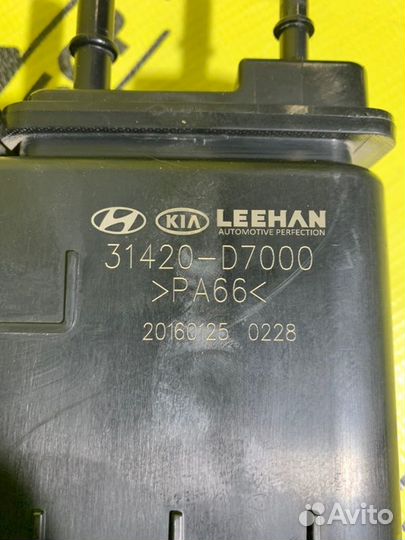 KIA LEEHAN
AUTOMOTIVE PERFECTION
31420-D7000
>PA66<
20160125 0228
Avito